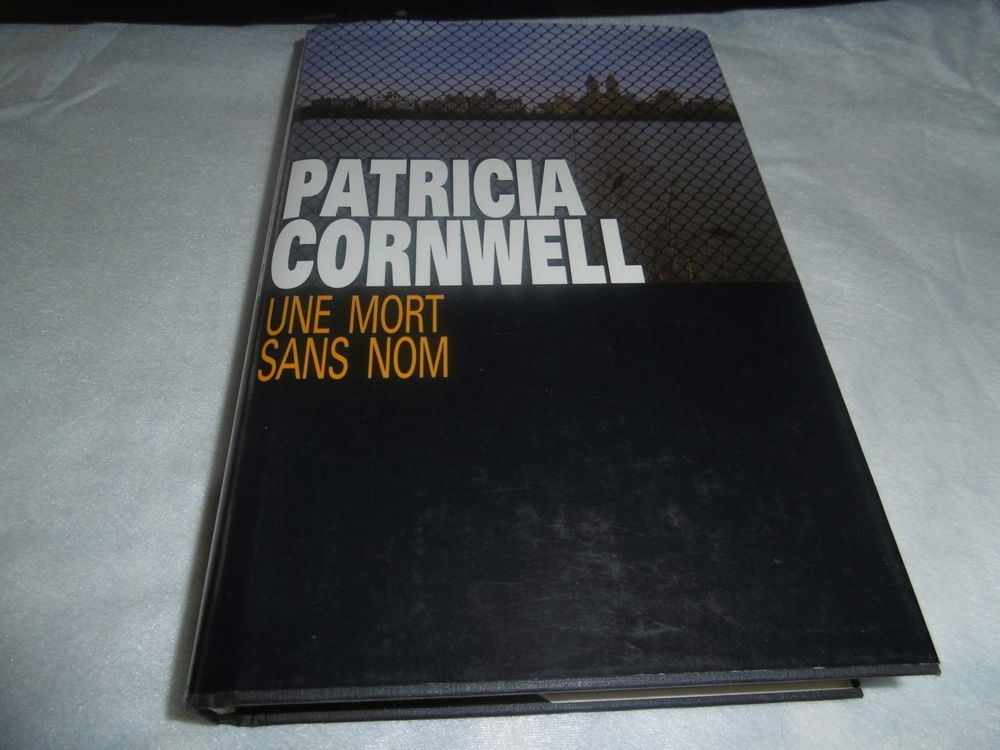 PATRICIA
CORNWELL
UNE MORT
SANS NOM